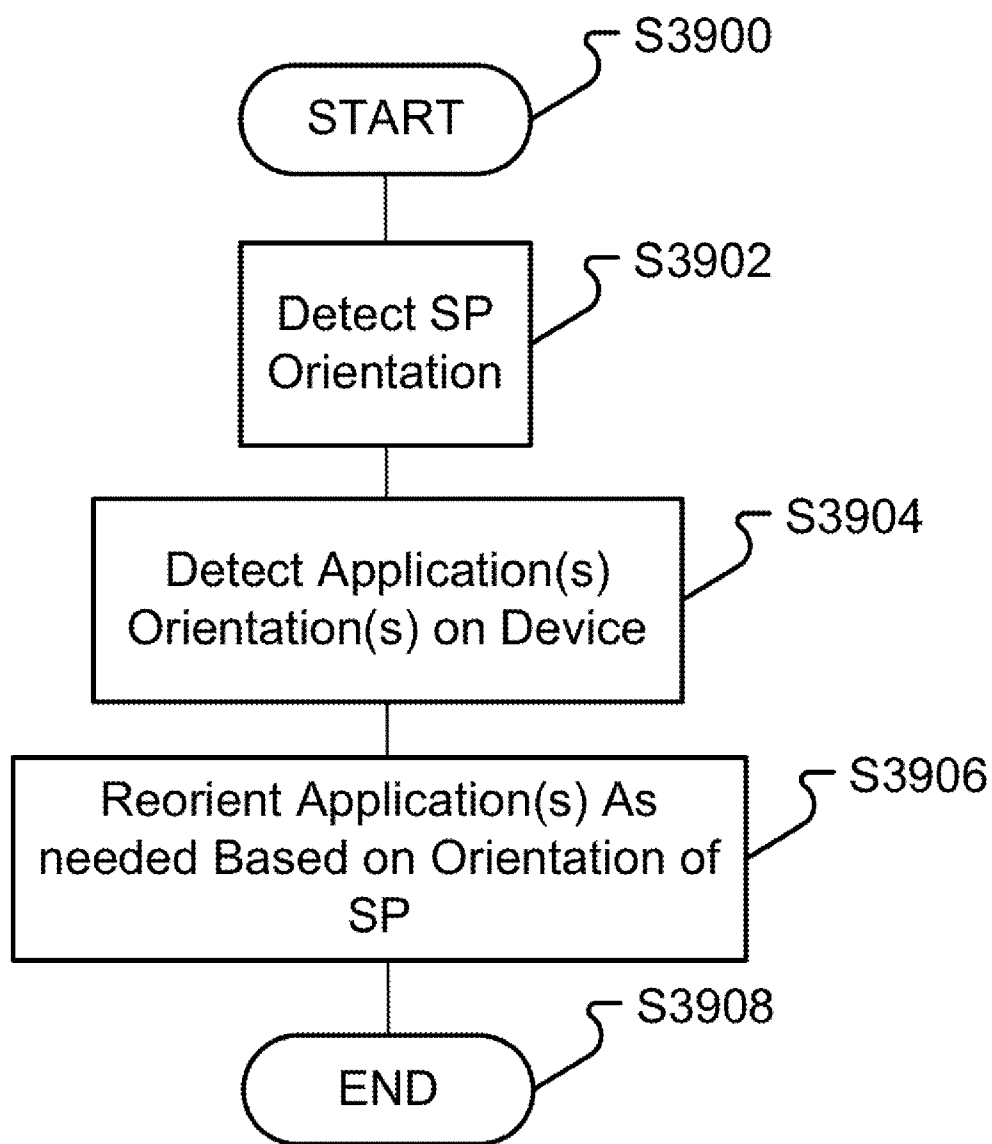 S3900
START
S3902
Detect SP
Orientation
S3904
Detect Application(s)
Orientation(s) on Device
S3906
Reorient Application(s) As
needed Based on Orientation of
SP
S3908
END